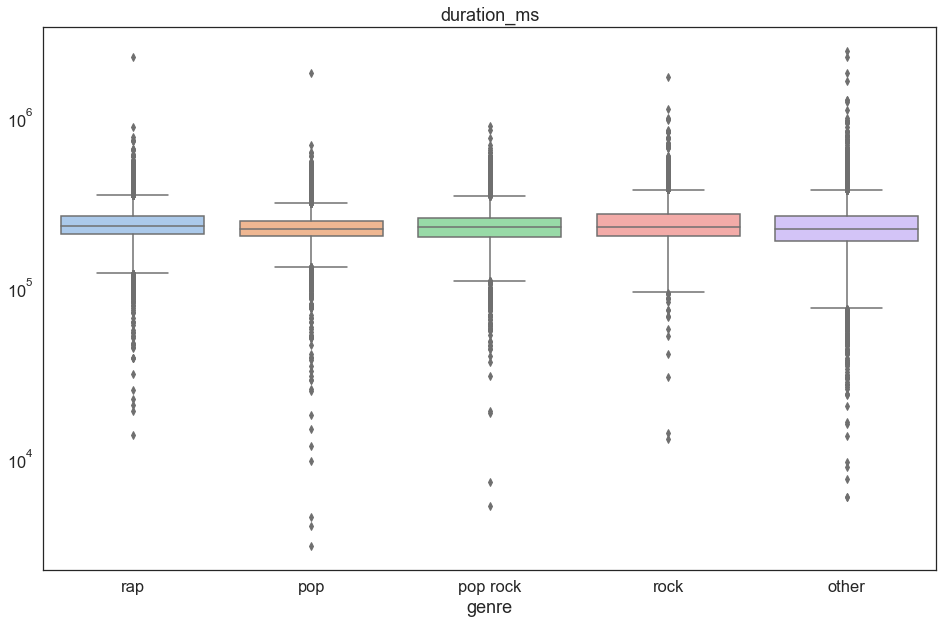 duration_ms
10^6
10^5
10^4
rap pop pop rock rock other
genre